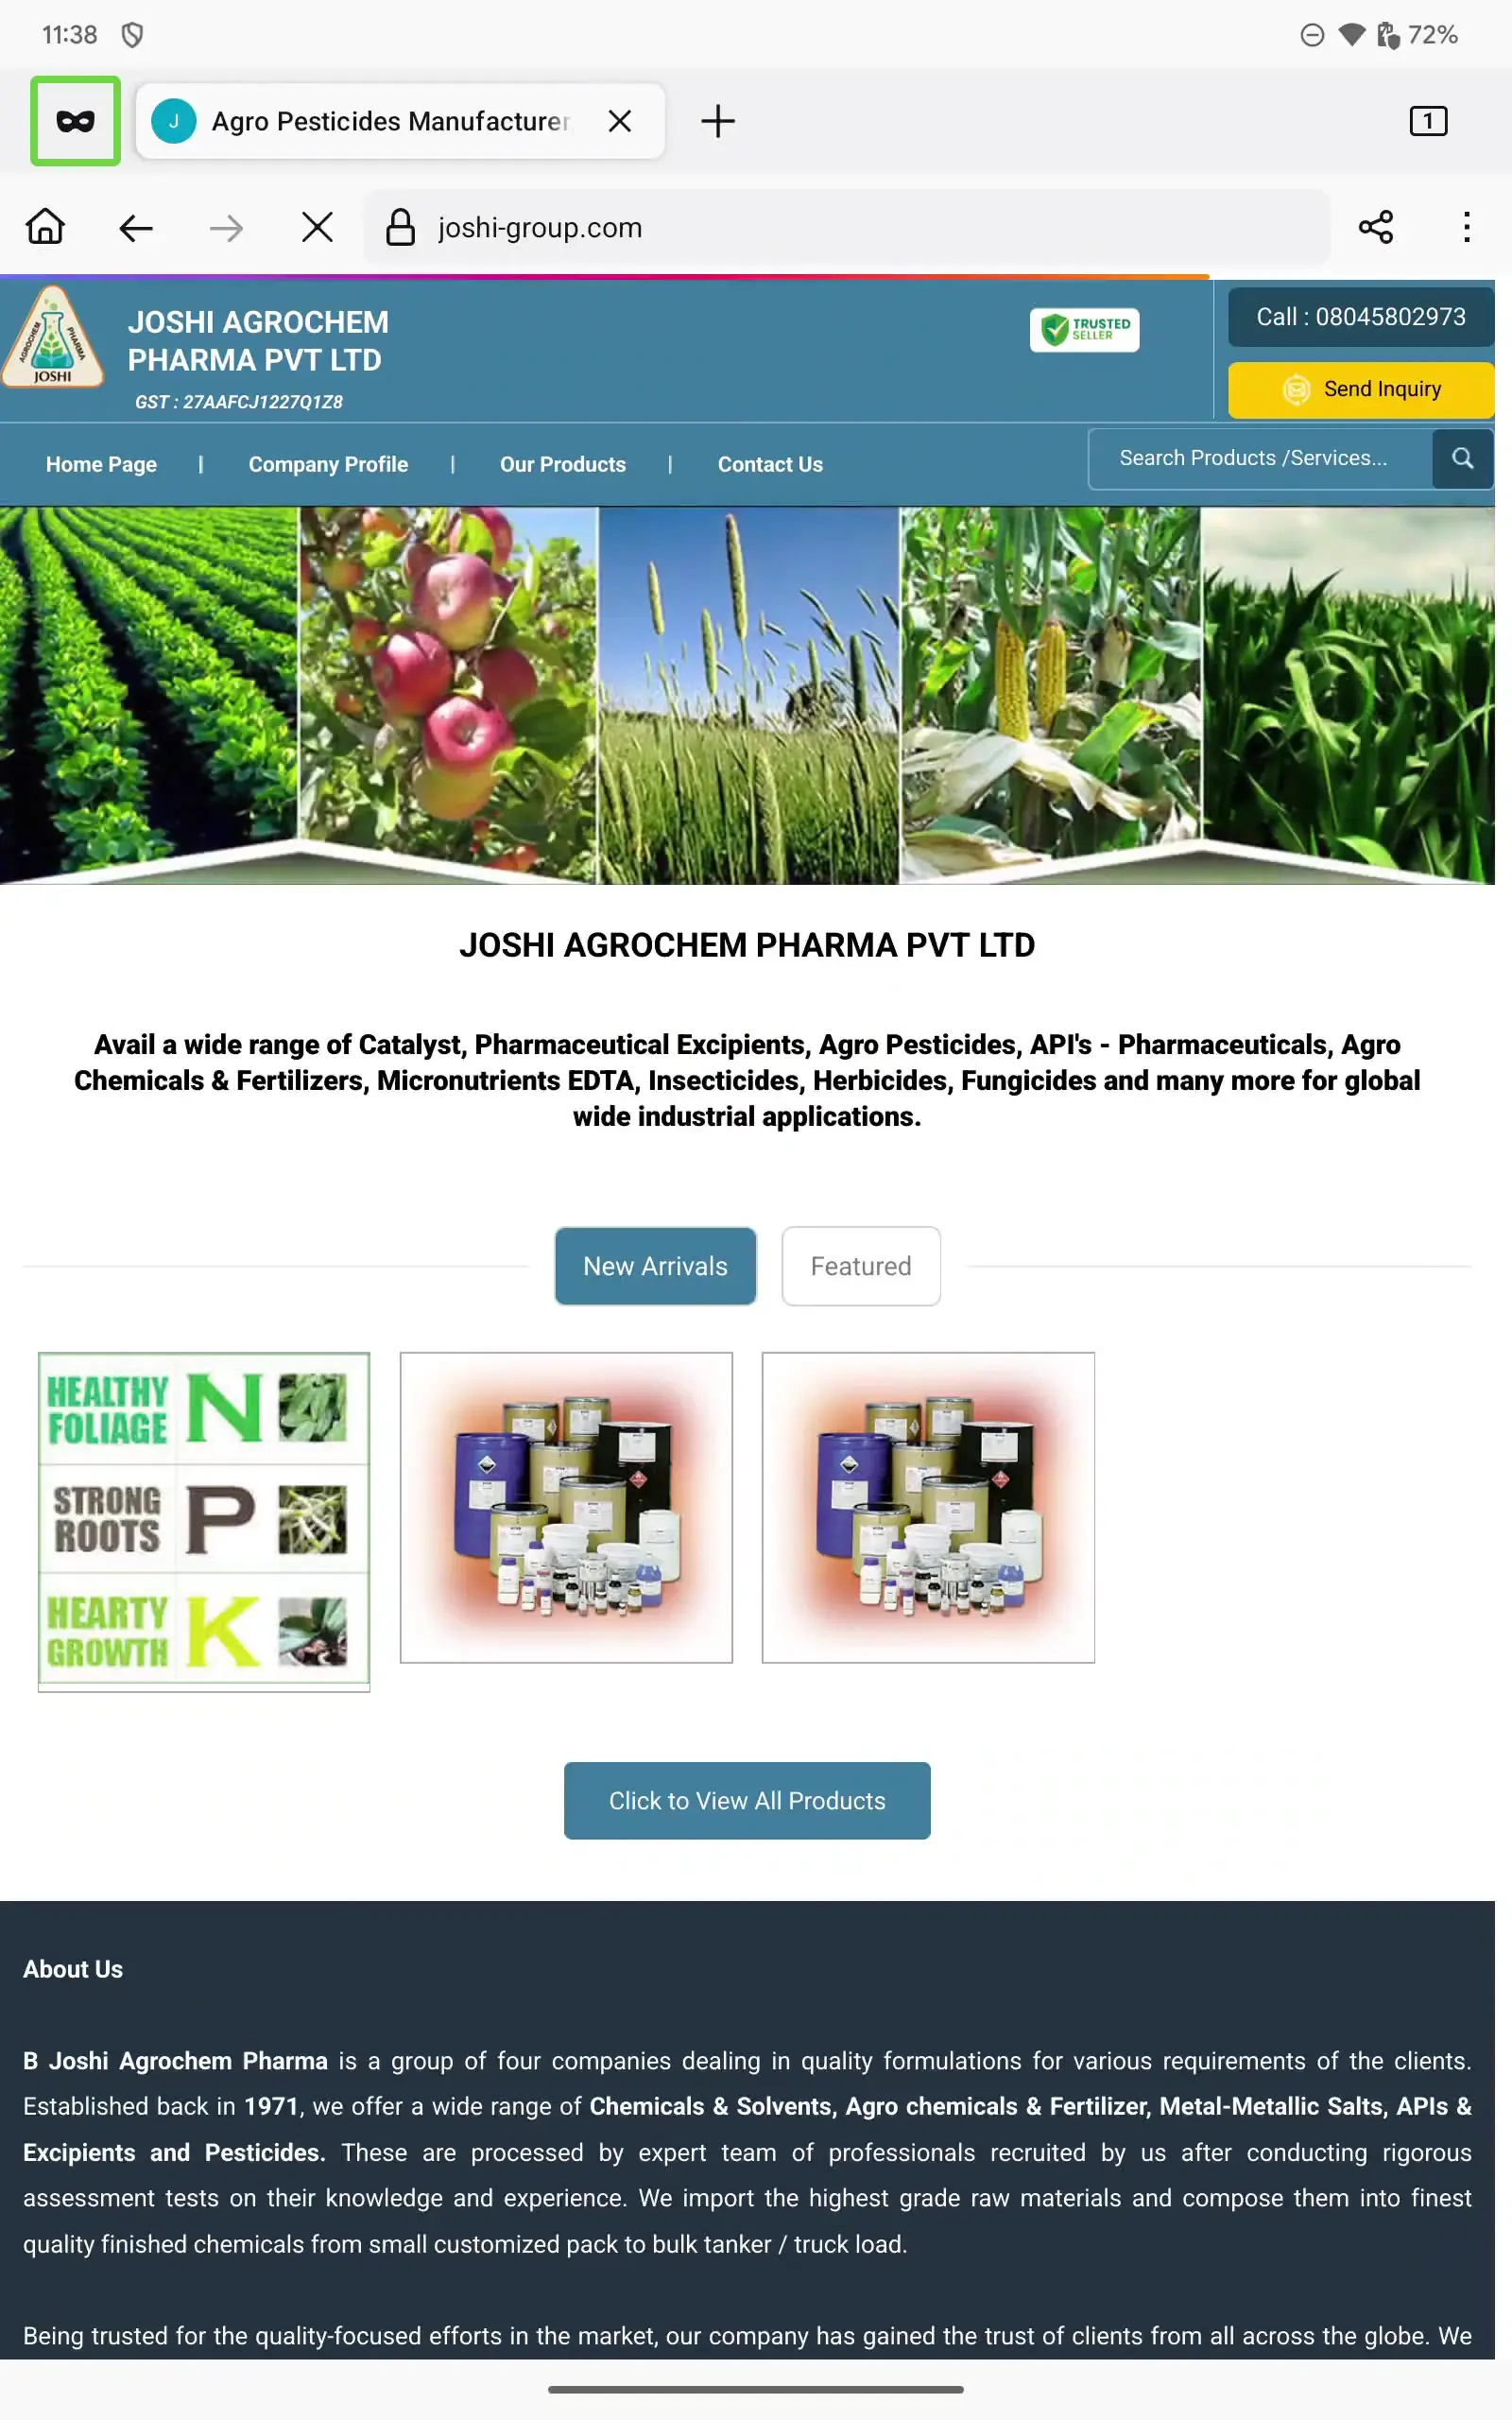 11:38
72%
J
Agro Pesticides Manufacturer
1
joshi-group.com
AGROCHEM
PHARMA
JOSHI
JOSHI AGROCHEM
PHARMA PVT LTD
GST : 27AAFCJ1227Q1Z8
TRUSTED
SELLER
Call : 08045802973
Send Inquiry
Home Page | Company Profile | Our Products | Contact Us
Search Products /Services...
JOSHI AGROCHEM PHARMA PVT LTD
Avail a wide range of Catalyst, Pharmaceutical Excipients, Agro Pesticides, API's - Pharmaceuticals, Agro
Chemicals & Fertilizers, Micronutrients EDTA, Insecticides, Herbicides, Fungicides and many more for global
wide industrial applications.
New Arrivals
Featured
HEALTHY
FOLIAGE
N
STRONG
ROOTS
P
HEARTY
GROWTH
K
Click to View All Products
About Us
B Joshi Agrochem Pharma is a group of four companies dealing in quality formulations for various requirements of the clients.
Established back in 1971, we offer a wide range of Chemicals & Solvents, Agro chemicals & Fertilizer, Metal-Metallic Salts, APIs &
Excipients and Pesticides. These are processed by expert team of professionals recruited by us after conducting rigorous
assessment tests on their knowledge and experience. We import the highest grade raw materials and compose them into finest
quality finished chemicals from small customized pack to bulk tanker / truck load.
Being trusted for the quality-focused efforts in the market, our company has gained the trust of clients from all across the globe. We